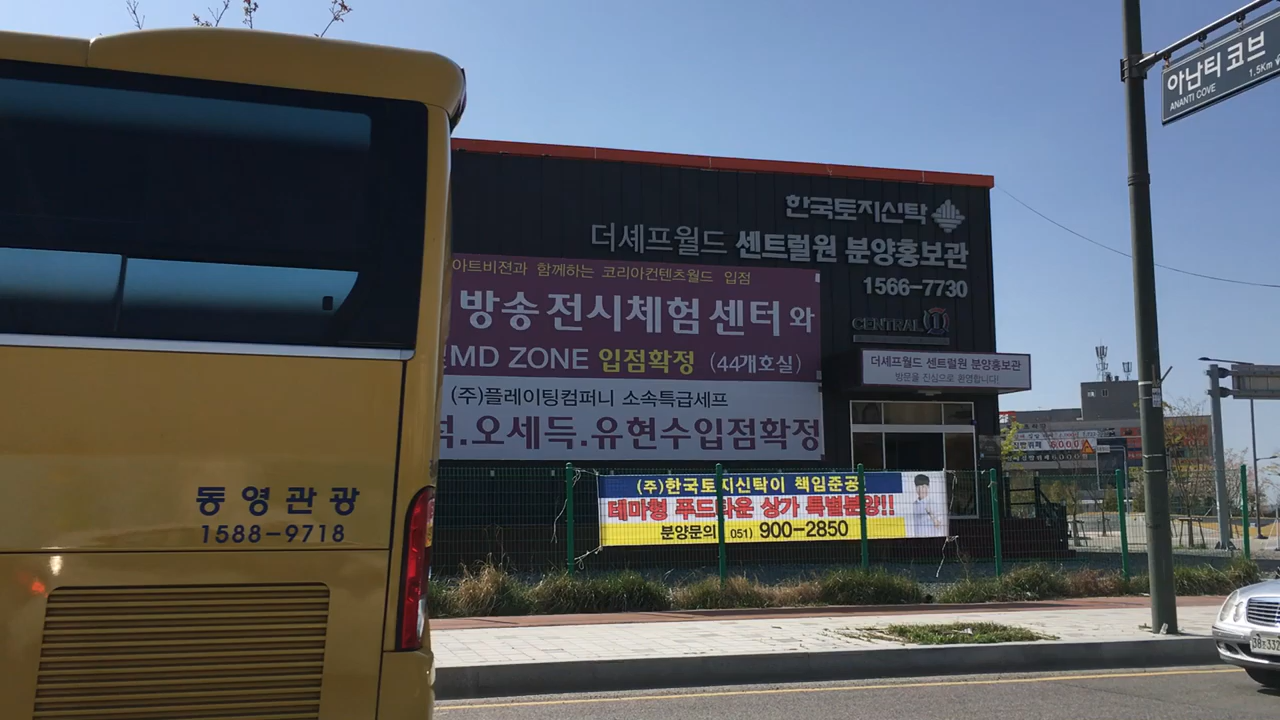 아난티 코브
ANANTI COVE
1.5Km
한국토지신탁
더셰프월드 센트럴원 분양홍보관
1566-7730
CENTRAL 1
아트비젼과 함께하는 코리아컨텐츠월드 입점
방송 전시체험 센터와
MD ZONE 입점확정 (44개호실)
(주)플레이팅컴퍼니 소속특급셰프
.오세득.유현수입점확정
더셰프월드 센트럴원 분양홍보관
방문을 진심으로 환영합니다!
(주)한국토지신탁이 책임준공
테마형 푸드타운 상가 특별분양!!
분양문의 051) 900-2850
동영관광
1588-9718